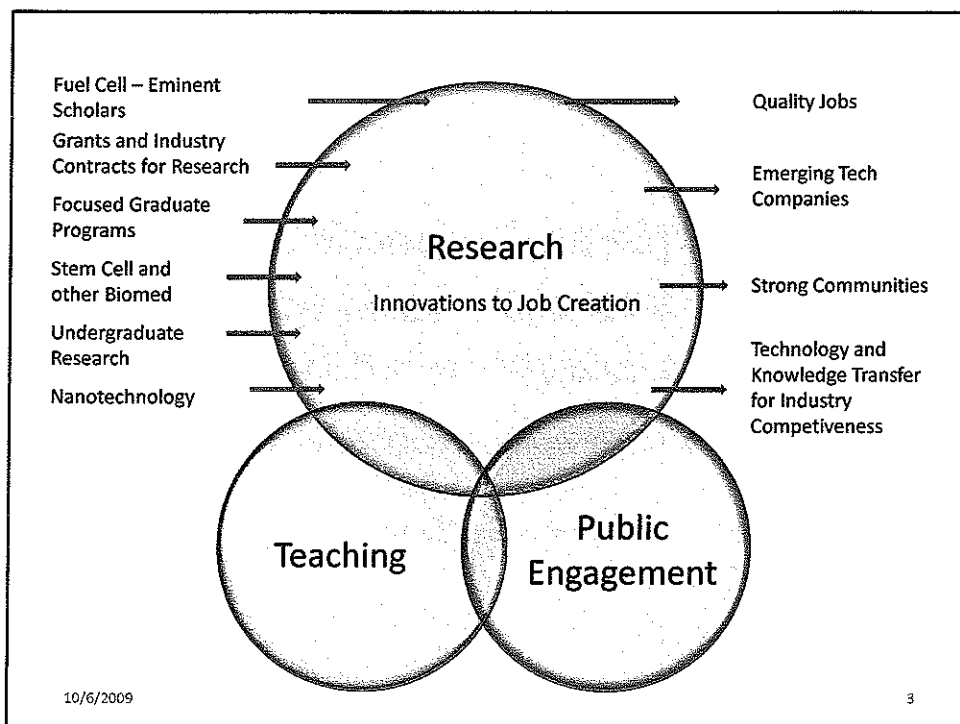 Fuel Cell – Eminent
Scholars
Grants and Industry
Contracts for Research
Focused Graduate
Programs
Stem Cell and
other Biomed
Undergraduate
Research
Nanotechnology
Research
Innovations to Job Creation
Quality Jobs
Emerging Tech
Companies
Strong Communities
Technology and
Knowledge Transfer
for Industry
Competiveness
Teaching
Public
Engagement
10/6/2009
3